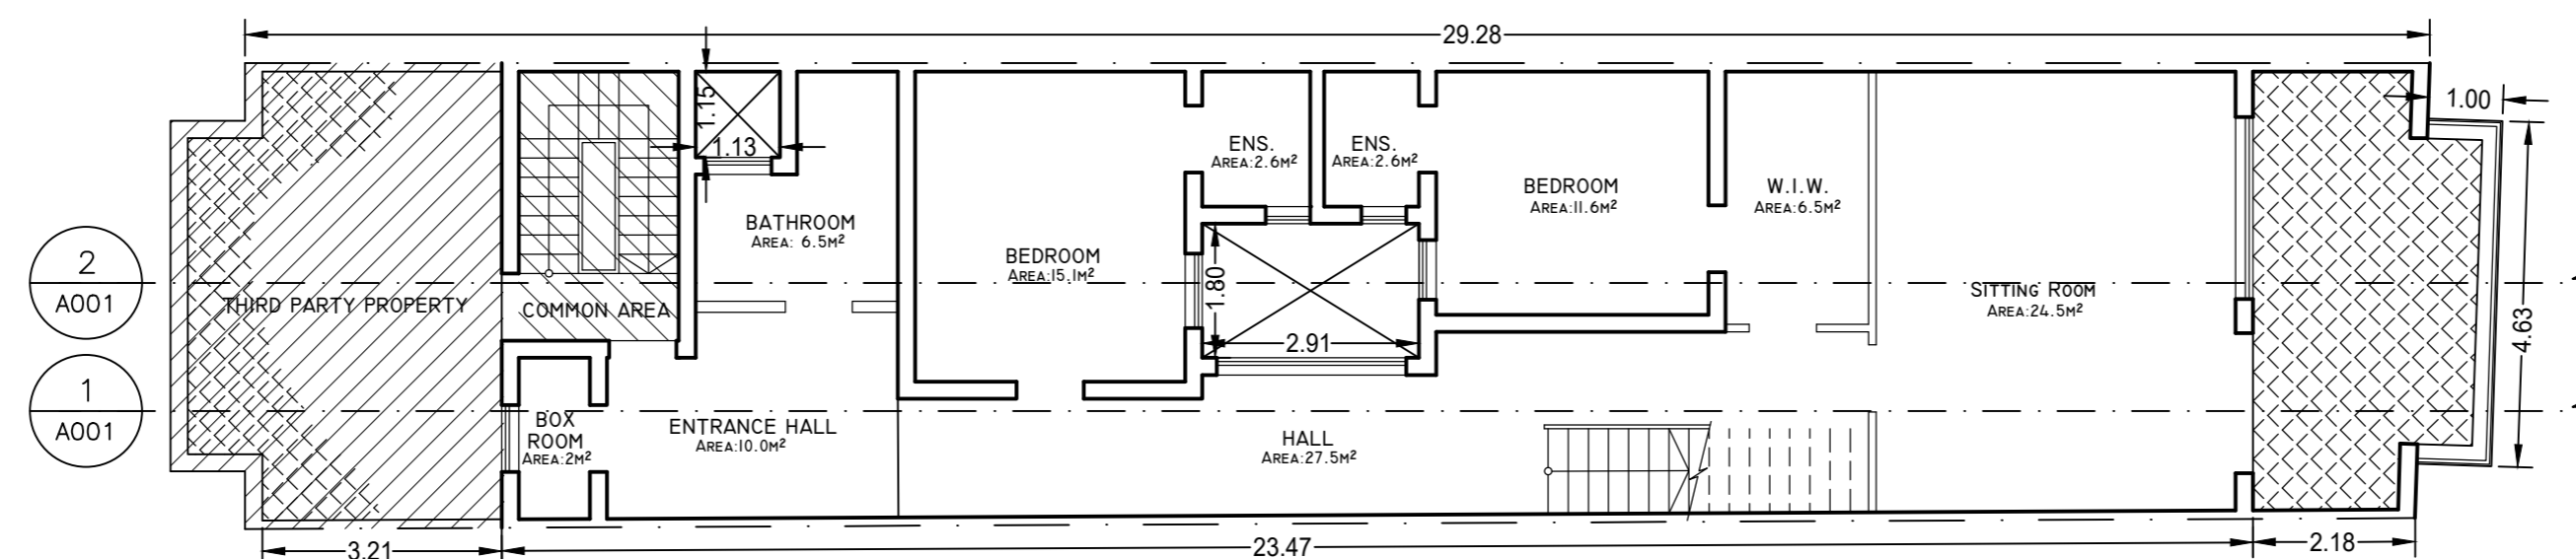 29.28
1.00
1.15
1.13
ENS.
AREA:2.6M²
ENS.
AREA:2.6M²
BEDROOM
AREA:11.6M²
W.I.W.
AREA:6.5M²
BATHROOM
AREA: 6.5M²
BEDROOM
AREA:15.1M²
1.80
2.91
2
A001
THIRD PARTY PROPERTY
COMMON AREA
SITTING ROOM
AREA:24.5M²
4.63
1
A001
BOX
ROOM
AREA:2M²
ENTRANCE HALL
AREA:10.0M²
HALL
AREA:27.5M²
3.21
23.47
2.18